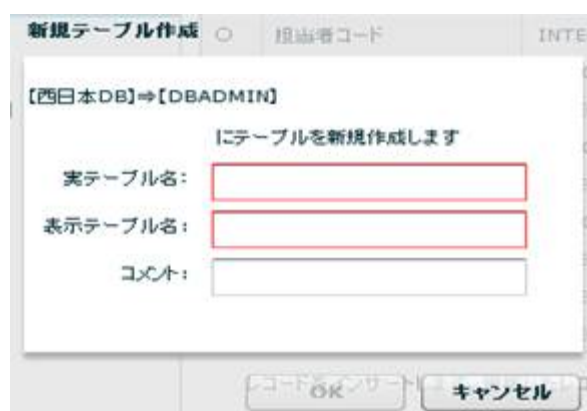 新規テーブル作成
担当者コード
INTE
【西日本DB】⇒【DBADMIN】
にテーブルを新規作成します
実テーブル名:
表示テーブル名:
コメント:
OK
キャンセル